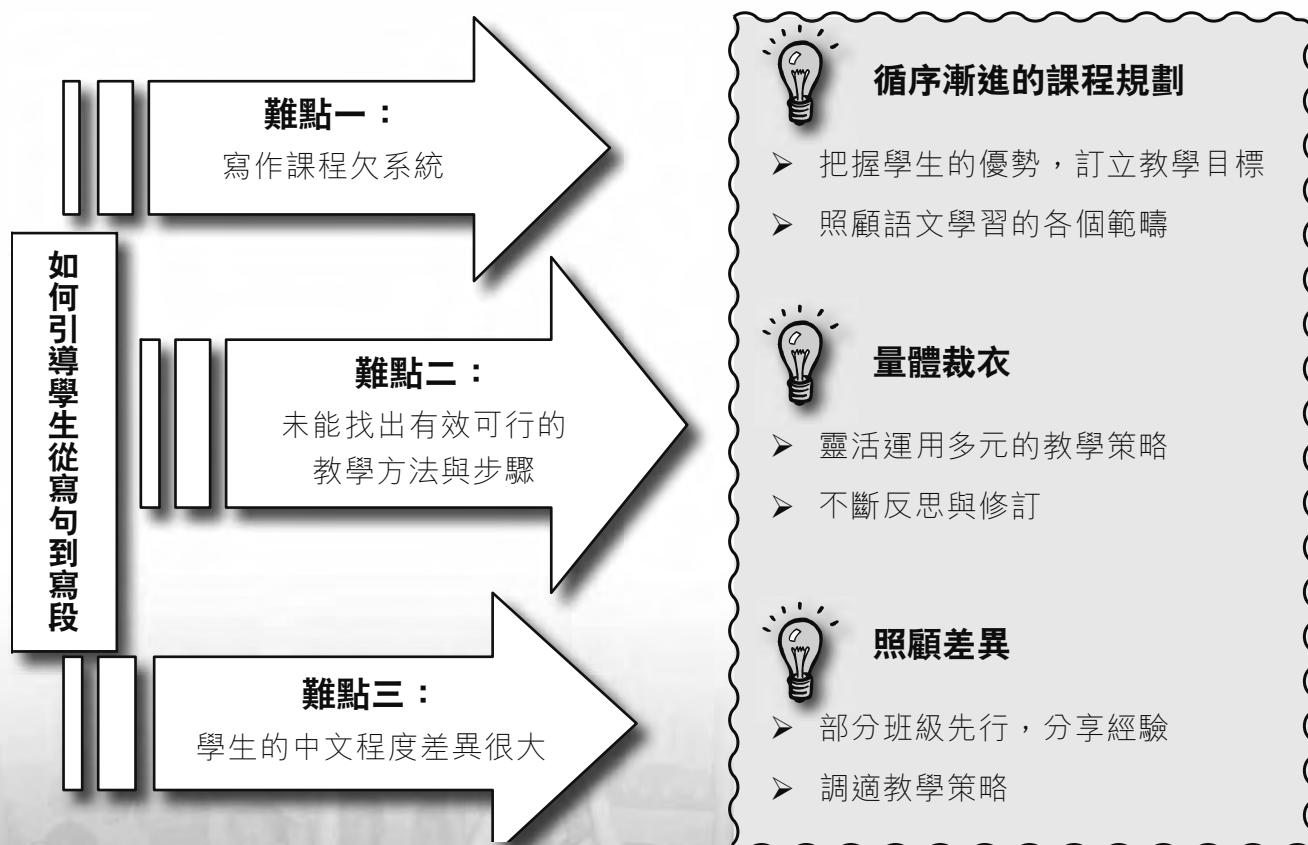 如何引導學生從寫句到寫段
難點一：
寫作課程欠系統
循序漸進的課程規劃
➢ 把握學生的優勢，訂立教學目標
➢ 照顧語文學習的各個範疇
難點二：
未能找出有效可行的
教學方法與步驟
量體裁衣
➢ 靈活運用多元的教學策略
➢ 不斷反思與修訂
難點三：
學生的中文程度差異很大
照顧差異
➢ 部分班級先行，分享經驗
➢ 調適教學策略